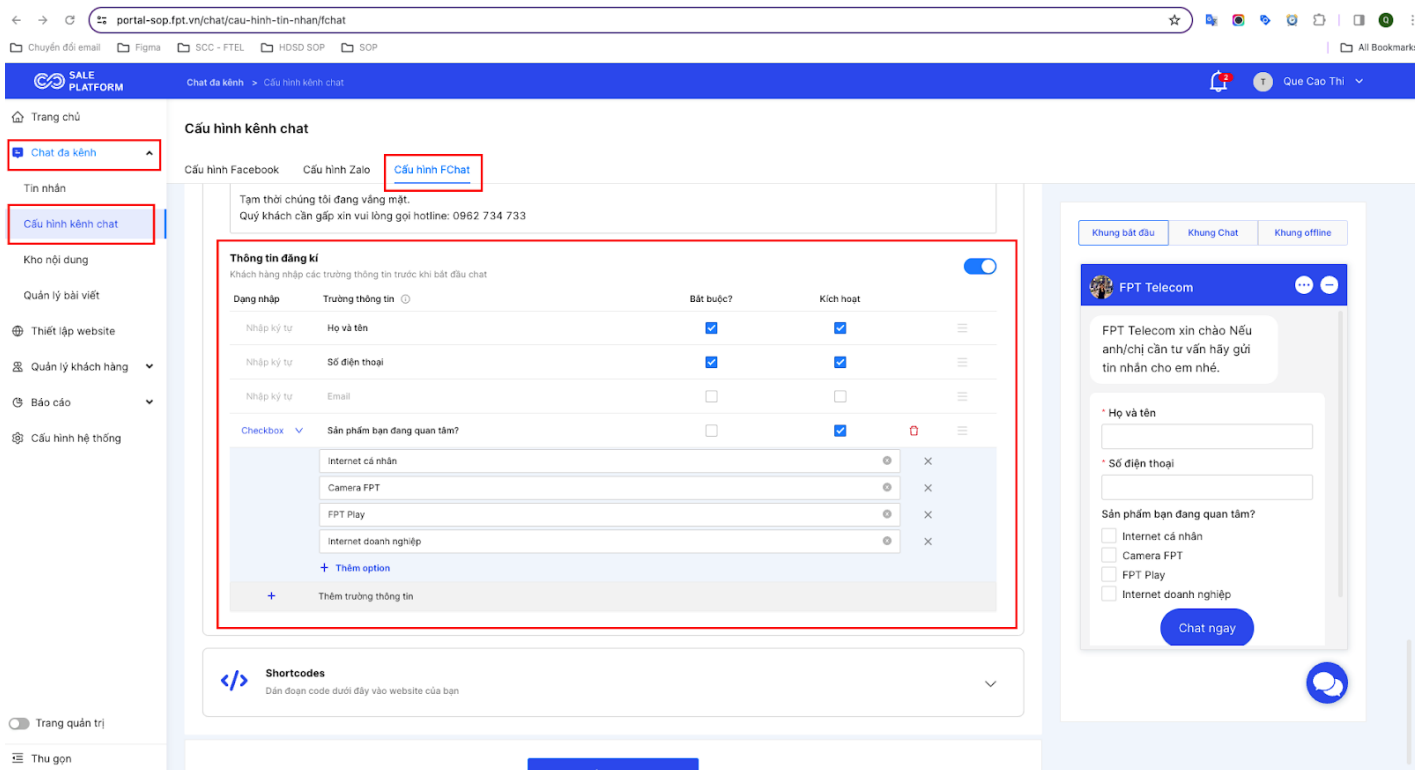 portal-sop.fpt.vn/chat/cau-hinh-tin-nhan/fchat
Chuyển đổi email Figma SCC - FTEL HDSD SOP SOP All Bookmarks
SALE PLATFORM
Chat đa kênh > Cấu hình kênh chat
2
T Que Cao Thi
Trang chủ
Chat đa kênh
Tin nhắn
Cấu hình kênh chat
Kho nội dung
Quản lý bài viết
Thiết lập website
Quản lý khách hàng
Báo cáo
Cấu hình hệ thống
Trang quản trị
Thu gọn
Cấu hình kênh chat
Cấu hình Facebook Cấu hình Zalo Cấu hình FChat
Tạm thời chúng tôi đang vắng mặt.
Quý khách cần gấp xin vui lòng gọi hotline: 0962 734 733
Thông tin đăng kí
Khách hàng nhập các trường thông tin trước khi bắt đầu chat
Dạng nhập Trường thông tin Bắt buộc? Kích hoạt
Nhập ký tự Họ và tên
Nhập ký tự Số điện thoại
Nhập ký tự Email
Checkbox Sản phẩm bạn đang quan tâm?
Internet cá nhân
Camera FPT
FPT Play
Internet doanh nghiệp
+ Thêm option
+ Thêm trường thông tin
</> Shortcodes
Dán đoạn code dưới đây vào website của bạn
Khung bắt đầu Khung Chat Khung offline
FPT Telecom
FPT Telecom xin chào Nếu
anh/chị cần tư vấn hãy gửi
tin nhắn cho em nhé.
* Họ và tên
* Số điện thoại
Sản phẩm bạn đang quan tâm?
Internet cá nhân
Camera FPT
FPT Play
Internet doanh nghiệp
Chat ngay